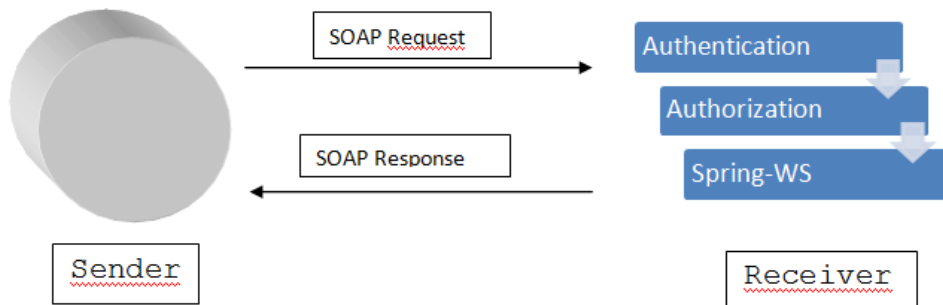 SOAP Request
Authentication
Authorization
SOAP Response
Spring-WS
Sender
Receiver